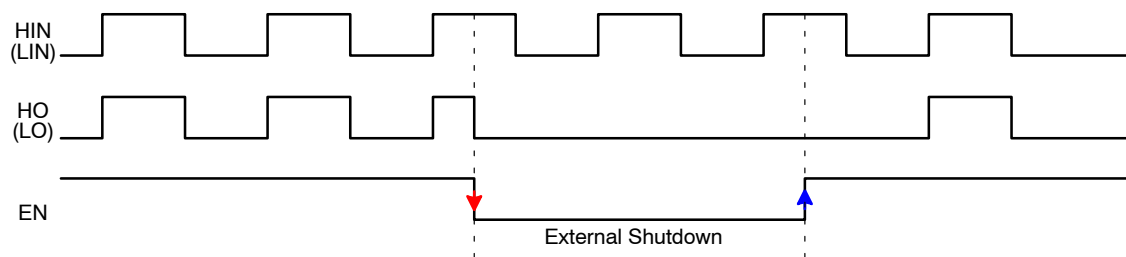 HIN
(LIN)
HO
(LO)
EN
External Shutdown